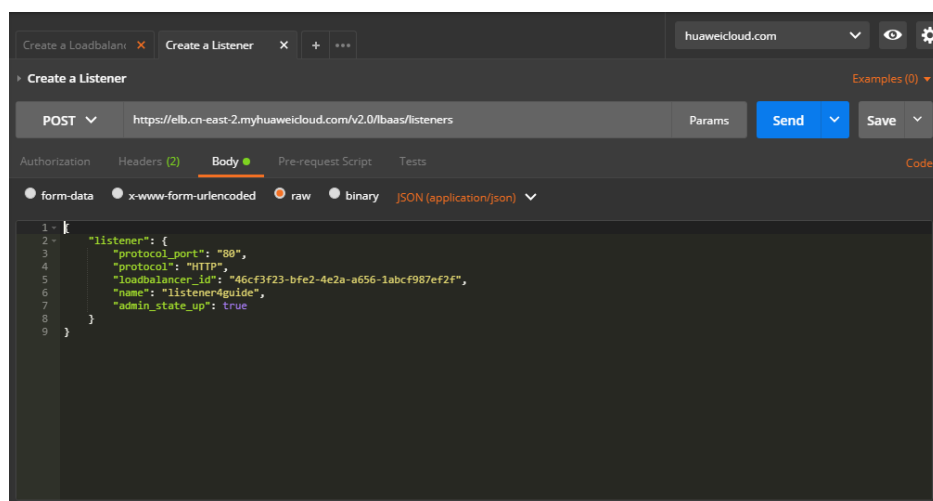 huaweicloud.com
Create a Loadbalanc
Create a Listener
Create a Listener
Examples (0)
POST https://elb.cn-east-2.myhuaweicloud.com/v2.0/lbaas/listeners Params Send Save
Authorization Headers (2) Body Pre-request Script Tests Code
form-data x-www-form-urlencoded raw binary JSON (application/json)
1 {
2 "listener": {
3 "protocol_port": "80",
4 "protocol": "HTTP",
5 "loadbalancer_id": "46cf3f23-bfe2-4e2a-a656-1abcf987ef2f",
6 "name": "listener4guide",
7 "admin_state_up": true
8 }
9 }